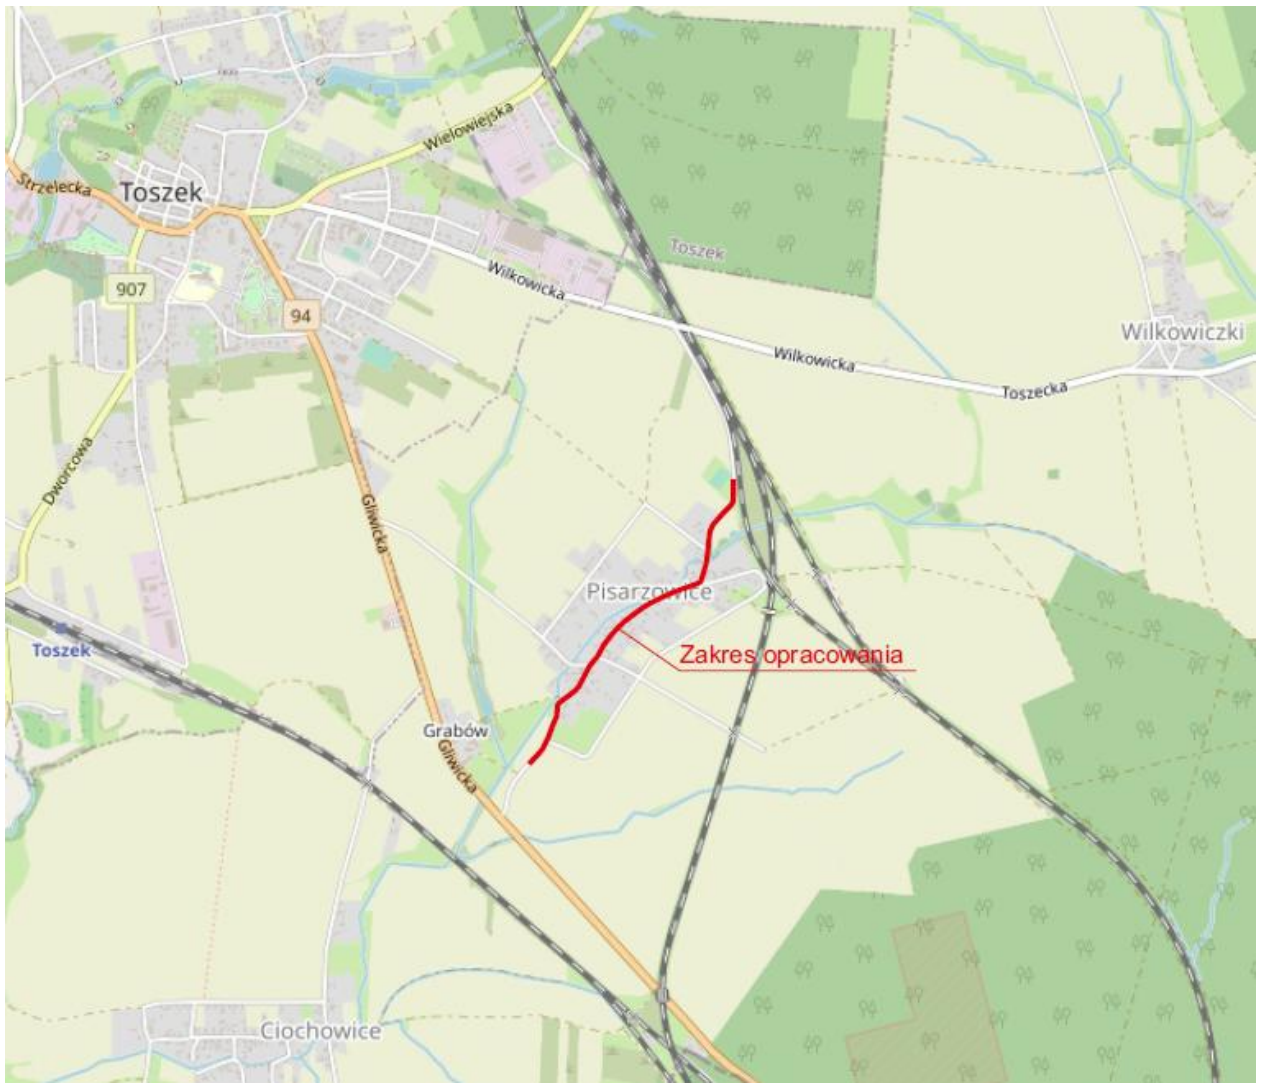 Wielowiejska
Strzelecka
Toszek
Toszek
907
Wilkowicka
94
Wilkowiczki
Wilkowicka
Toszecka
Dworcowa
Gliwicka
Pisarzowice
Toszek
Zakres opracowania
Grabów
Gliwicka
Ciochowice